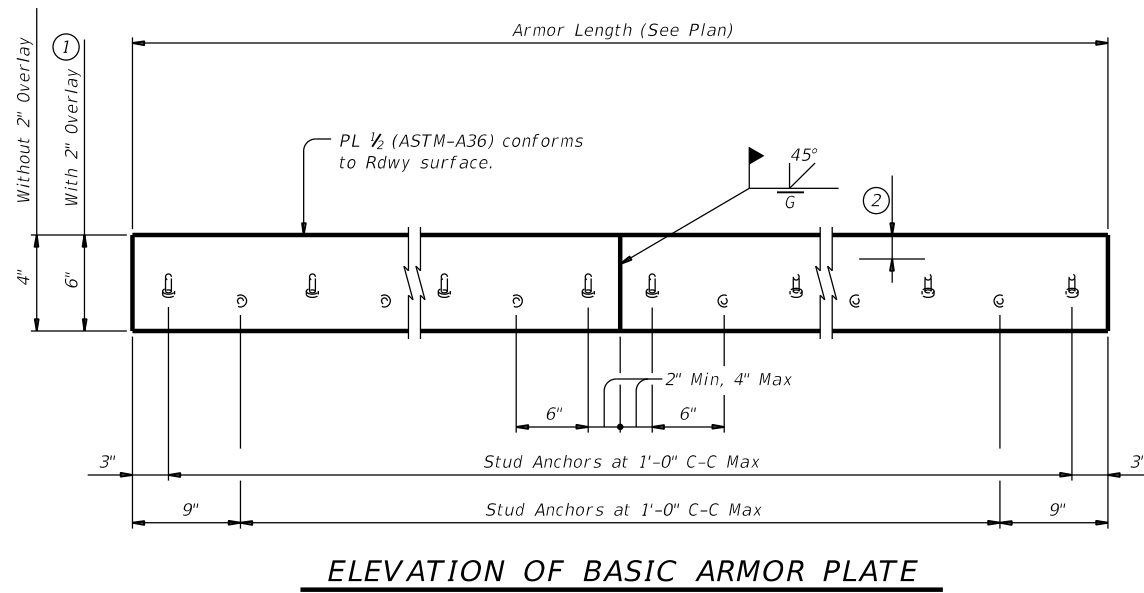 Armor Length (See Plan)
Without 2" Overlay
With 2" Overlay
1
PL ½ (ASTM-A36) conforms
to Rdwy surface.
45°
G
2
4"
6"
2" Min, 4" Max
6"
6"
3"
Stud Anchors at 1'-0" C-C Max
3"
9"
Stud Anchors at 1'-0" C-C Max
9"
ELEVATION OF BASIC ARMOR PLATE